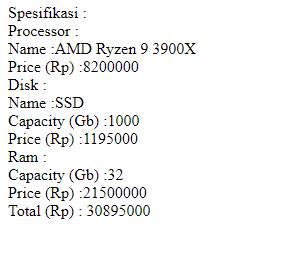 Spesifikasi :
Processor :
Name :AMD Ryzen 9 3900X
Price (Rp) :8200000
Disk :
Name :SSD
Capacity (Gb) :1000
Price (Rp) :1195000
Ram :
Capacity (Gb) :32
Price (Rp) :21500000
Total (Rp) : 30895000